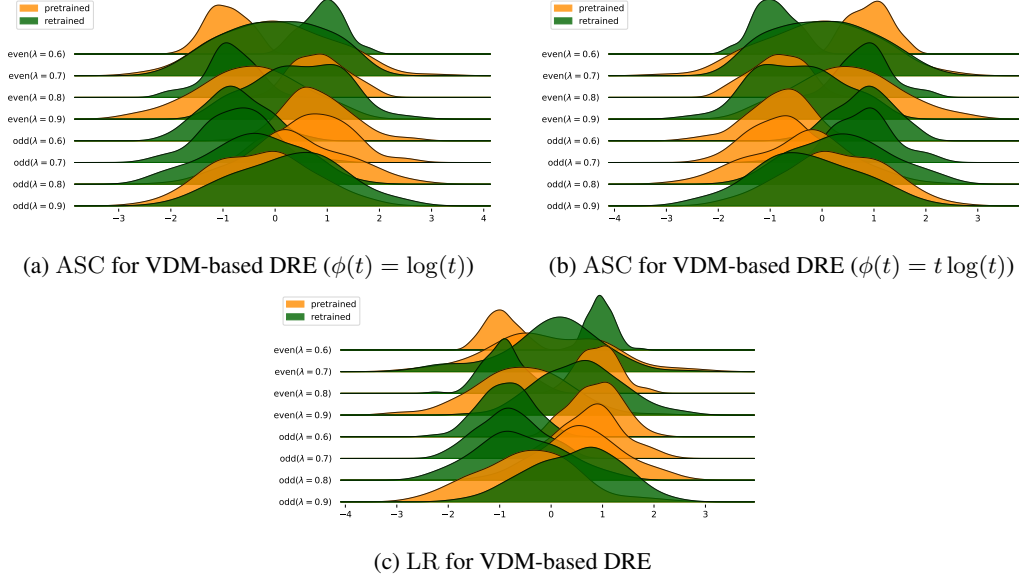 pretrained
retrained
even(λ = 0.6)
even(λ = 0.7)
even(λ = 0.8)
even(λ = 0.9)
odd(λ = 0.6)
odd(λ = 0.7)
odd(λ = 0.8)
odd(λ = 0.9)
−3 −2 −1 0 1 2 3 4
(a) ASC for VDM-based DRE (ϕ(t) = log(t))
pretrained
retrained
even(λ = 0.6)
even(λ = 0.7)
even(λ = 0.8)
even(λ = 0.9)
odd(λ = 0.6)
odd(λ = 0.7)
odd(λ = 0.8)
odd(λ = 0.9)
−4 −3 −2 −1 0 1 2 3
(b) ASC for VDM-based DRE (ϕ(t) = t log(t))
pretrained
retrained
even(λ = 0.6)
even(λ = 0.7)
even(λ = 0.8)
even(λ = 0.9)
odd(λ = 0.6)
odd(λ = 0.7)
odd(λ = 0.8)
odd(λ = 0.9)
−4 −3 −2 −1 0 1 2 3
(c) LR for VDM-based DRE